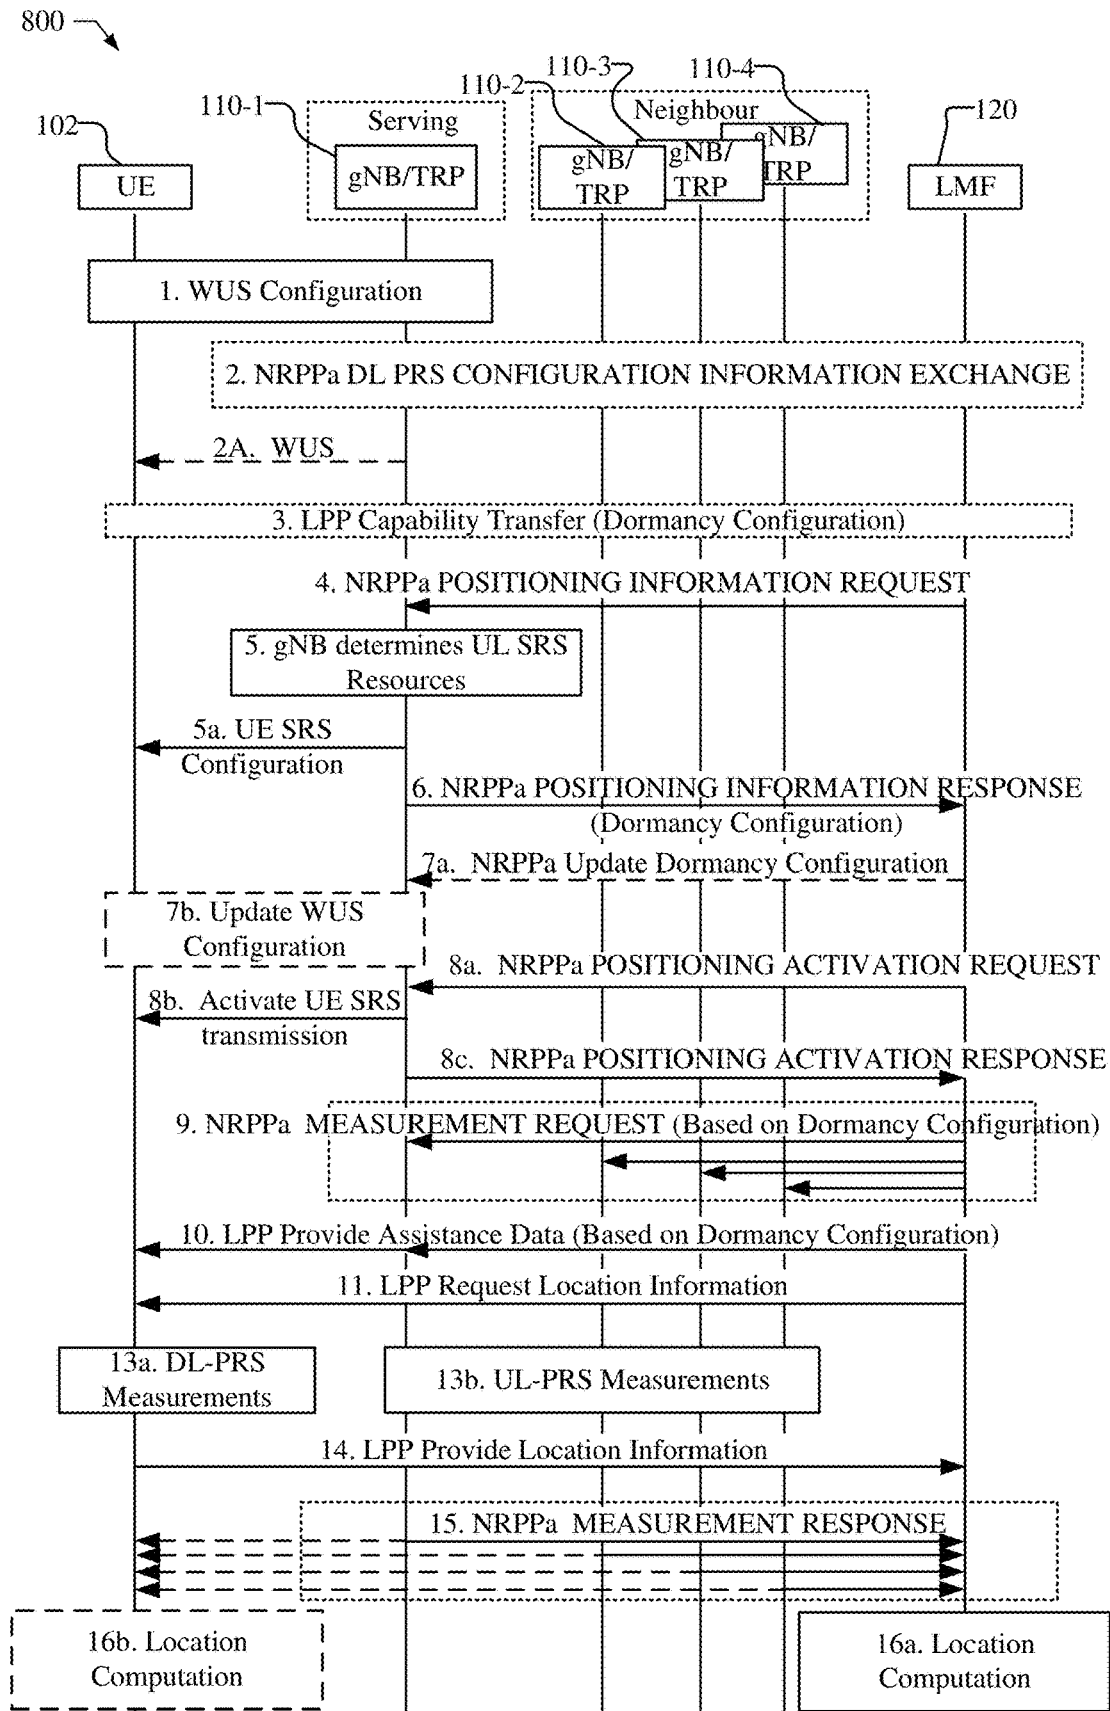 800
110-3
110-4
110-2
110-1
Serving
Neighbour
102
120
UE
gNB/TRP
gNB/
TRP
gNB/
TRP
gNB/
TRP
LMF
1. WUS Configuration
2. NRPPa DL PRS CONFIGURATION INFORMATION EXCHANGE
2A. WUS
3. LPP Capability Transfer (Dormancy Configuration)
4. NRPPa POSITIONING INFORMATION REQUEST
5. gNB determines UL SRS
Resources
5a. UE SRS
Configuration
6. NRPPa POSITIONING INFORMATION RESPONSE
(Dormancy Configuration)
7a. NRPPa Update Dormancy Configuration
7b. Update WUS
Configuration
8a. NRPPa POSITIONING ACTIVATION REQUEST
8b. Activate UE SRS
transmission
8c. NRPPa POSITIONING ACTIVATION RESPONSE
9. NRPPa MEASUREMENT REQUEST (Based on Dormancy Configuration)
10. LPP Provide Assistance Data (Based on Dormancy Configuration)
11. LPP Request Location Information
13a. DL-PRS
Measurements
13b. UL-PRS Measurements
14. LPP Provide Location Information
15. NRPPa MEASUREMENT RESPONSE
16b. Location
Computation
16a. Location
Computation